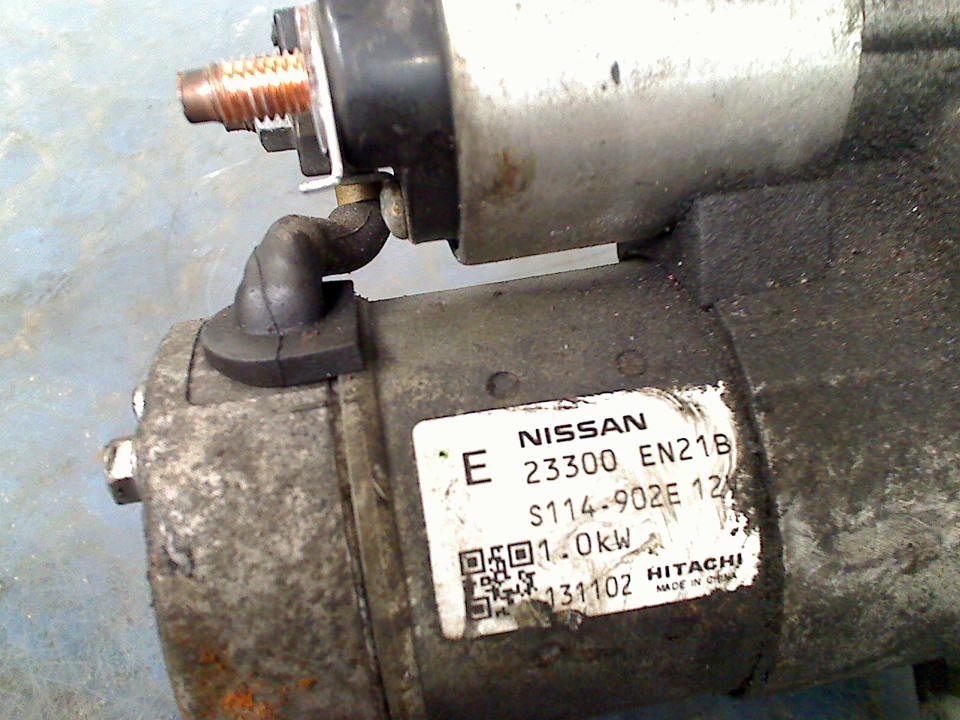 NISSAN
E 23300 EN21B
S114-902E 12V
1.0kW
131102 HITACHI
MADE IN CHINA